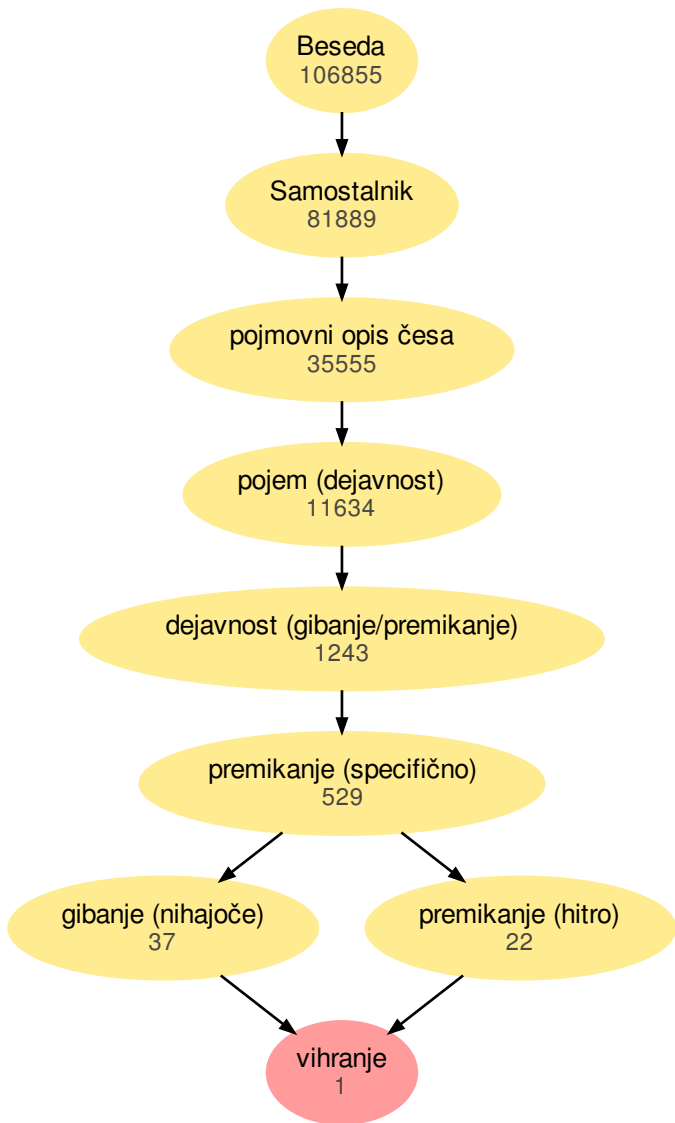 Beseda
106855
Samostalnik
81889
pojmovni opis česa
35555
pojem (dejavnost)
11634
dejavnost (gibanje/premikanje)
1243
premikanje (specifično)
529
gibanje (nihajoče)
37
premikanje (hitro)
22
vihranje
1